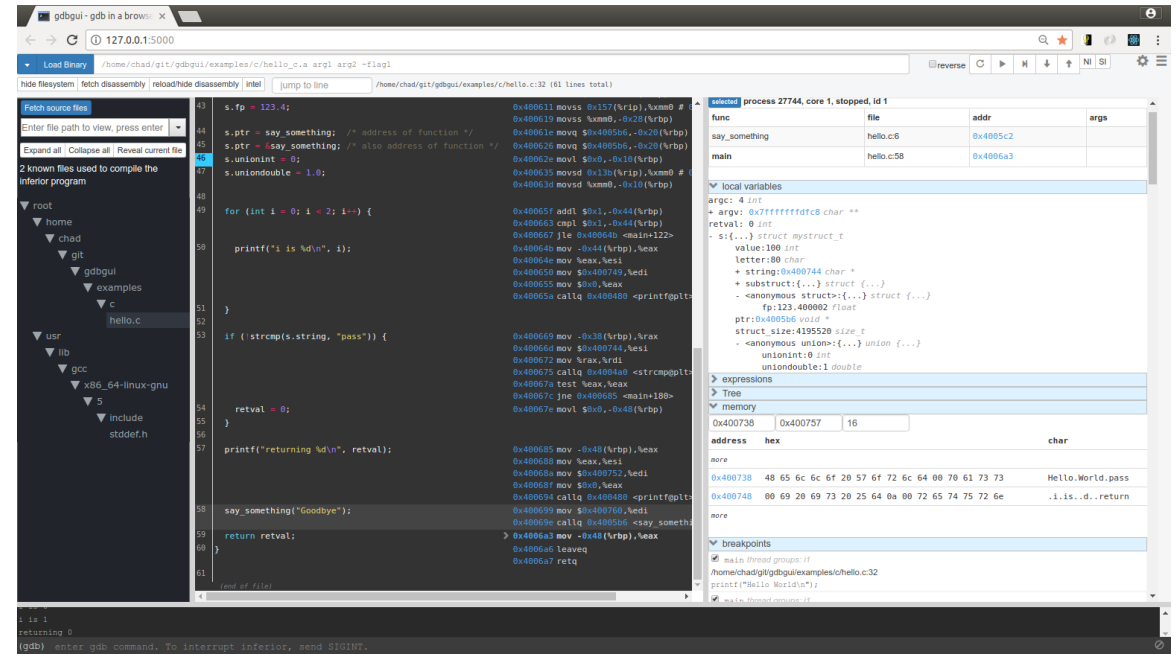 gdbgui - gdb in a browse
127.0.0.1:5000
Load Binary /home/chad/git/gdbgui/examples/c/hello_c.a arg1 arg2 -flag1
reverse NI SI
hide filesystem fetch disassembly reload/hide disassembly intel jump to line /home/chad/git/gdbgui/examples/c/hello.c:32 (61 lines total)
Fetch source files
Enter file path to view, press enter
Expand all Collapse all Reveal current file
2 known files used to compile the
inferior program
root
home
chad
git
gdbgui
examples
c
hello.c
usr
lib
gcc
x86_64-linux-gnu
5
include
stddef.h
43 s.fp = 123.4; 0x400611 movss 0x157(%rip),%xmm0 #
0x400619 movss %xmm0,-0x28(%rbp)
44 s.ptr = say_something; /* address of function */ 0x40061e movq $0x4005b6,-0x20(%rbp)
45 s.ptr = &say_something; /* also address of function */ 0x400626 movq $0x4005b6,-0x20(%rbp)
46 s.unionint = 0; 0x40062e movl $0x0,-0x10(%rbp)
47 s.uniondouble = 1.0; 0x400635 movsd 0x13b(%rip),%xmm0 #
0x40063d movsd %xmm0,-0x10(%rbp)
48
49 for (int i = 0; i < 2; i++) { 0x40065f addl $0x1,-0x44(%rbp)
0x400663 cmpl $0x1,-0x44(%rbp)
0x400667 jle 0x40064b <main+122>
50 printf("i is %d\n", i); 0x40064b mov -0x44(%rbp),%eax
0x40064e mov %eax,%esi
0x400650 mov $0x400749,%edi
0x400655 mov $0x0,%eax
0x40065a callq 0x400480 <printf@plt>
51 }
52
53 if (!strcmp(s.string, "pass")) { 0x400669 mov -0x38(%rbp),%rax
0x40066d mov $0x400744,%esi
0x400672 mov %rax,%rdi
0x400675 callq 0x4004a0 <strcmp@plt>
0x40067a test %eax,%eax
0x40067c jne 0x400685 <main+180>
54 retval = 0; 0x40067e movl $0x0,-0x48(%rbp)
55 }
56
57 printf("returning %d\n", retval); 0x400685 mov -0x48(%rbp),%eax
0x400688 mov %eax,%esi
0x40068a mov $0x400752,%edi
0x40068f mov $0x0,%eax
0x400694 callq 0x400480 <printf@plt>
58 say_something("Goodbye"); 0x400699 mov $0x400760,%edi
0x40069e callq 0x4005b6 <say_somethi
59 return retval; 0x4006a3 mov -0x48(%rbp),%eax
60 } 0x4006a6 leaveq
0x4006a7 retq
61
(end of file)
selected process 27744, core 1, stopped, id 1
func file addr args
say_something hello.c:6 0x4005c2
main hello.c:58 0x4006a3
local variables
argc: 4 int
+ argv: 0x7fffffffdfc8 char **
retval: 0 int
- s:{...} struct mystruct_t
value:100 int
letter:80 char
+ string:0x400744 char *
+ substruct:{...} struct {...}
- <anonymous struct>:{...} struct {...}
fp:123.400002 float
ptr:0x4005b6 void *
struct_size:4195520 size_t
- <anonymous union>:{...} union {...}
unionint:0 int
uniondouble:1 double
expressions
Tree
memory
0x400738 0x400757 16
address hex char
more
0x400738 48 65 6c 6c 6f 20 57 6f 72 6c 64 00 70 61 73 73 Hello.World.pass
0x400748 00 69 20 69 73 20 25 64 0a 00 72 65 74 75 72 6e .i.is..d..return
more
breakpoints
main thread groups: i1
/home/chad/git/gdbgui/examples/c/hello.c:32
printf("Hello World\n");
main thread groups: i1
i is 1
returning 0
(gdb) enter gdb command. To interrupt inferior, send SIGINT.